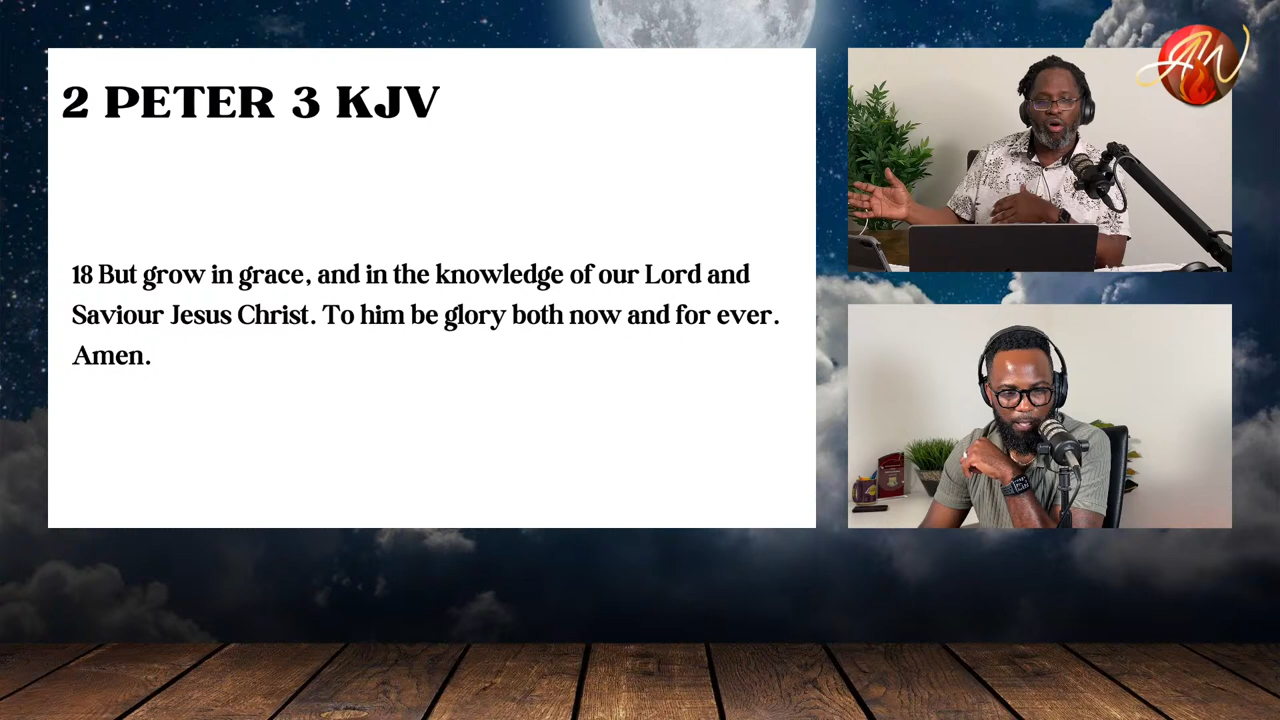 2 PETER 3 KJV
18 But grow in grace, and in the knowledge of our Lord and
Saviour Jesus Christ. To him be glory both now and for ever.
Amen.
AW